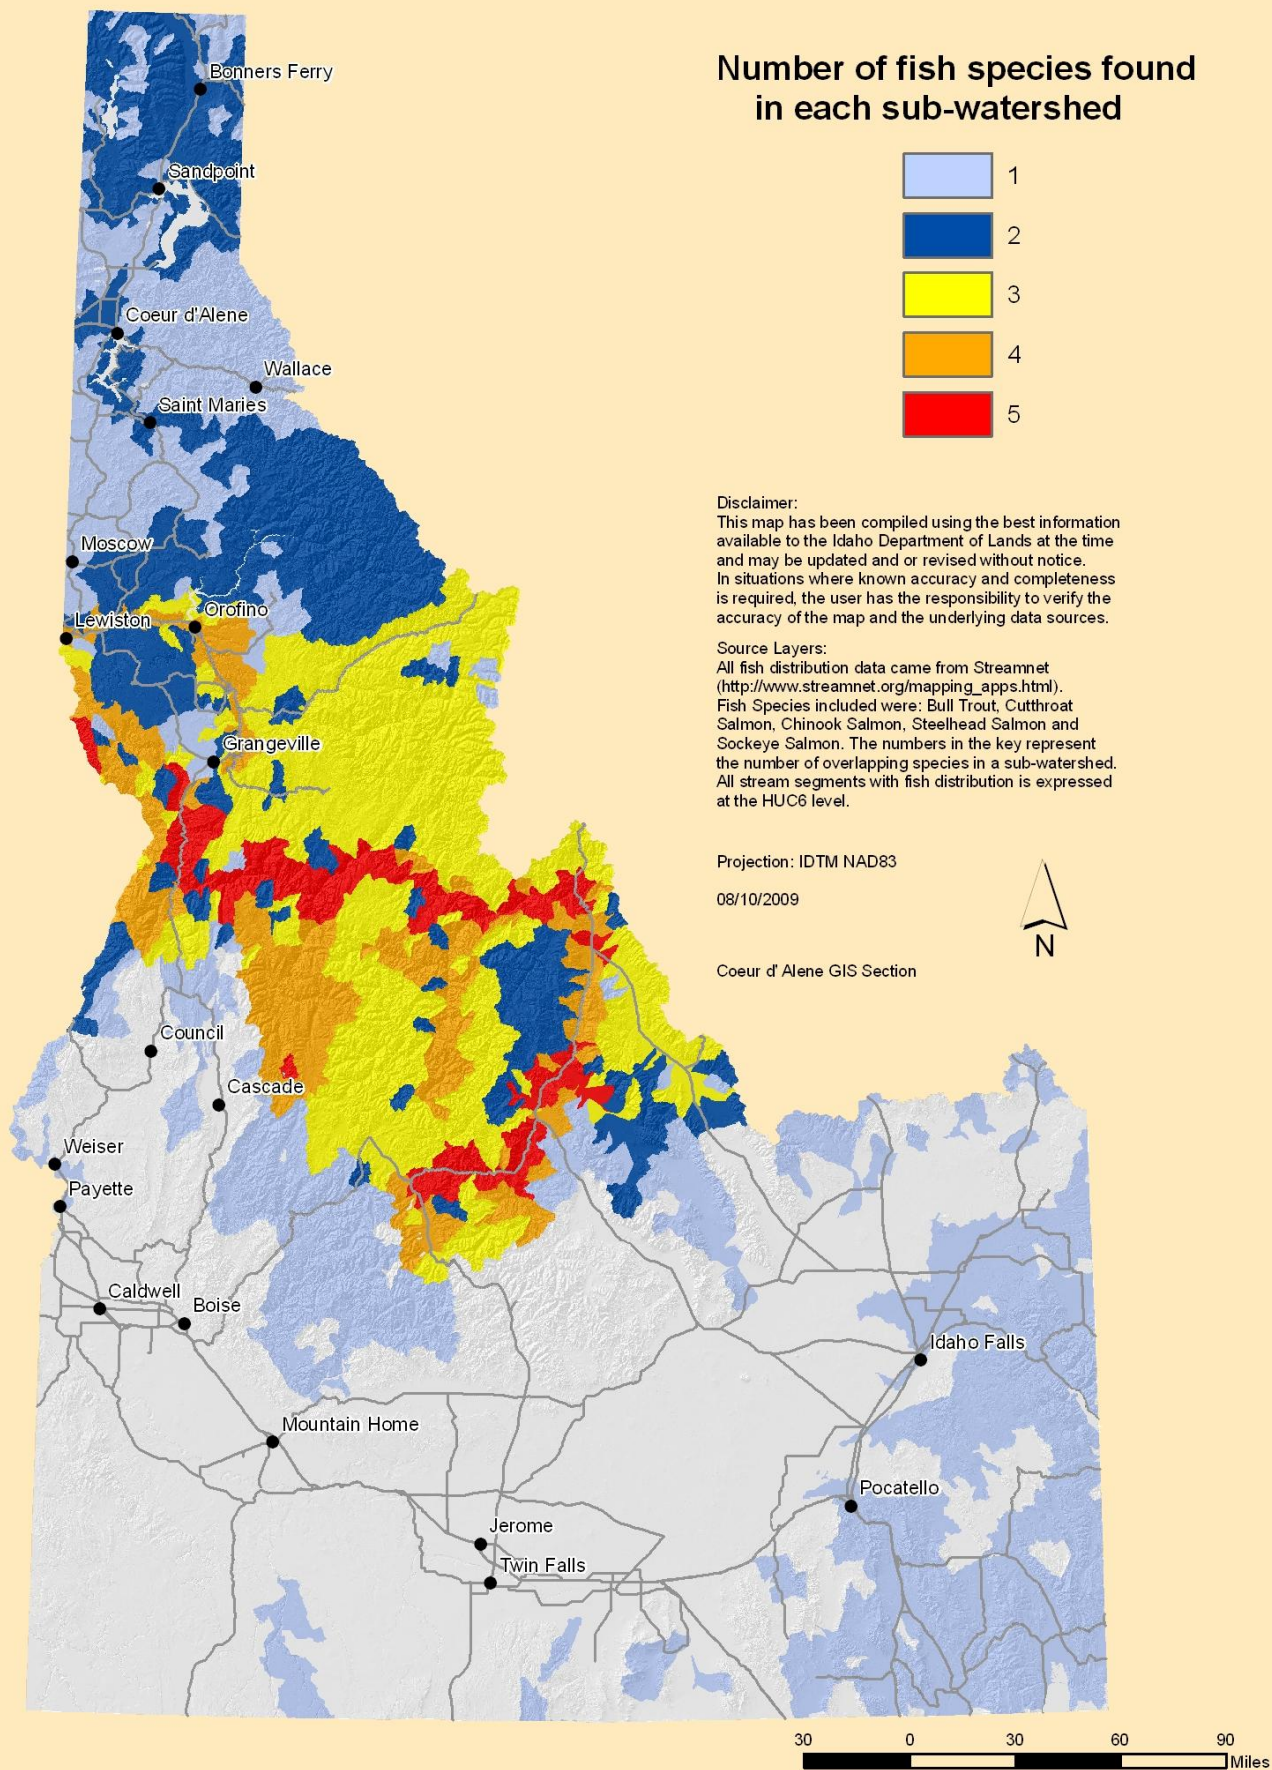 Number of fish species found
in each sub-watershed
1
2
3
4
5
Disclaimer:
This map has been compiled using the best information
available to the Idaho Department of Lands at the time
and may be updated and or revised without notice.
In situations where known accuracy and completeness
is required, the user has the responsibility to verify the
accuracy of the map and the underlying data sources.
Source Layers:
All fish distribution data came from Streamnet
(http://www.streamnet.org/mapping_apps.html).
Fish Species included were: Bull Trout, Cutthroat
Salmon, Chinook Salmon, Steelhead Salmon and
Sockeye Salmon. The numbers in the key represent
the number of overlapping species in a sub-watershed.
All stream segments with fish distribution is expressed
at the HUC6 level.
Projection: IDTM NAD83
08/10/2009
N
Coeur d' Alene GIS Section
Bonners Ferry
Sandpoint
Coeur d'Alene
Wallace
Saint Maries
Moscow
Orofino
Lewiston
Grangeville
Council
Cascade
Weiser
Payette
Caldwell
Boise
Idaho Falls
Mountain Home
Pocatello
Jerome
Twin Falls
30 0 30 60 90
Miles